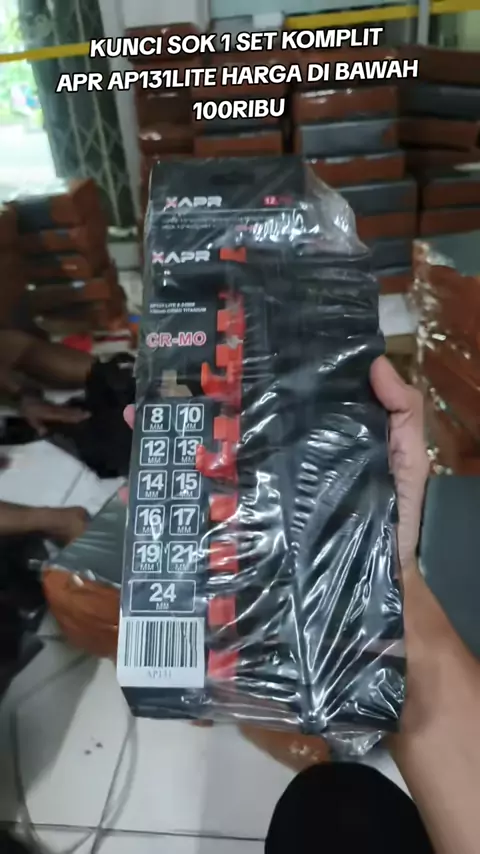 KUNCI SOK 1 SET KOMPLIT
APR AP131LITE HARGA DI BAWAH
100RIBU
XAPR
12
XAPR
CR-MO
8 MM 10 MM
12 MM 13 MM
14 MM 15 MM
16 MM 17 MM
19 MM 21 MM
24 MM
AP131